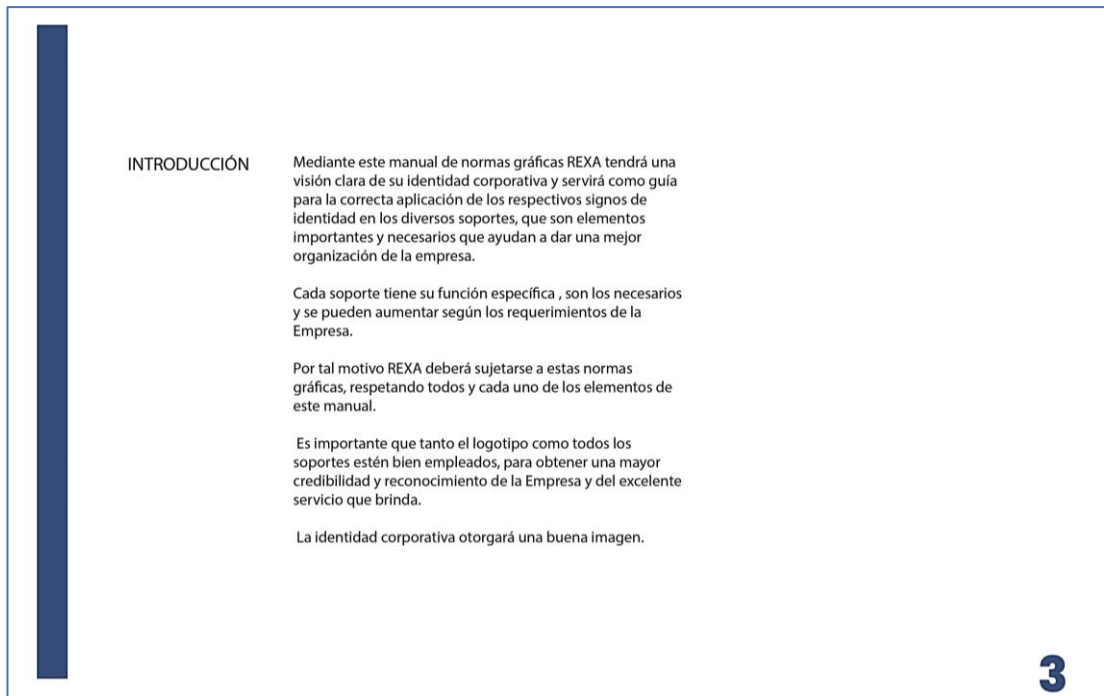 INTRODUCCIÓN
Mediante este manual de normas gráficas REXA tendrá una
visión clara de su identidad corporativa y servirá como guía
para la correcta aplicación de los respectivos signos de
identidad en los diversos soportes, que son elementos
importantes y necesarios que ayudan a dar una mejor
organización de la empresa.
Cada soporte tiene su función específica , son los necesarios
y se pueden aumentar según los requerimientos de la
Empresa.
Por tal motivo REXA deberá sujetarse a estas normas
gráficas, respetando todos y cada uno de los elementos de
este manual.
Es importante que tanto el logotipo como todos los
soportes estén bien empleados, para obtener una mayor
credibilidad y reconocimiento de la Empresa y del excelente
servicio que brinda.
La identidad corporativa otorgará una buena imagen.
3